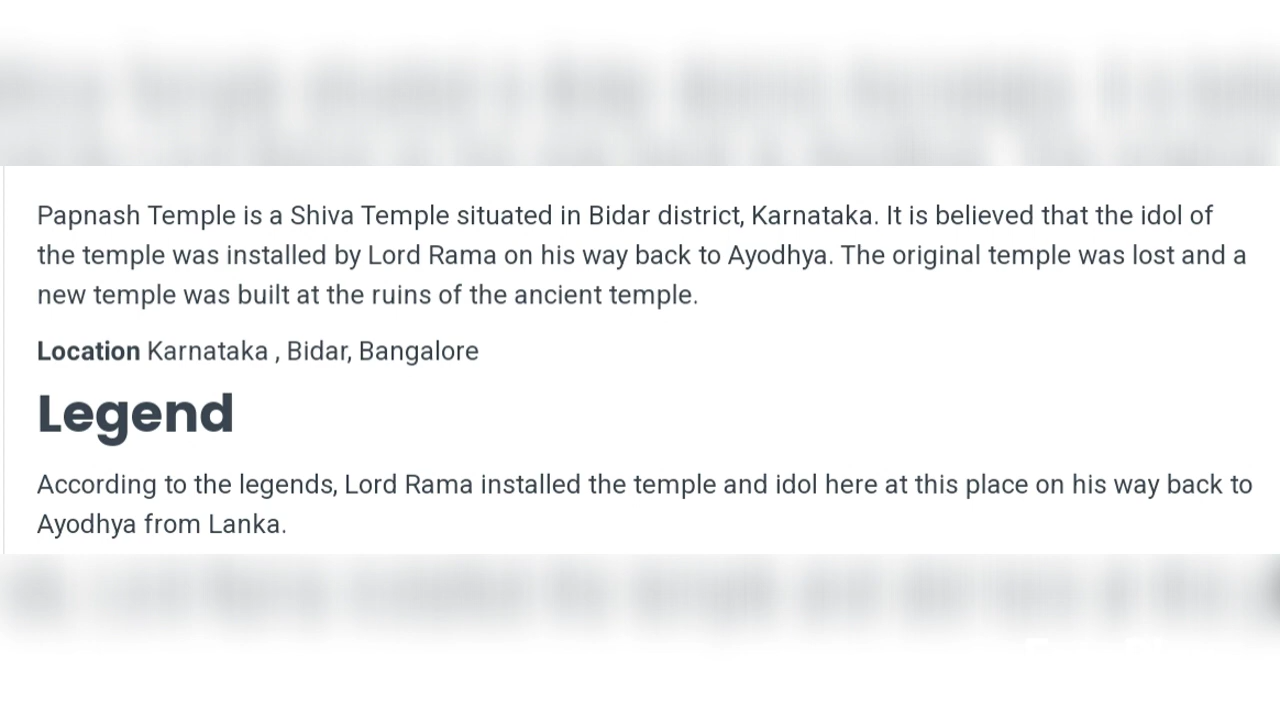 Papnash Temple is a Shiva Temple situated in Bidar district, Karnataka. It is believed that the idol of
the temple was installed by Lord Rama on his way back to Ayodhya. The original temple was lost and a
new temple was built at the ruins of the ancient temple.
Location Karnataka , Bidar, Bangalore
Legend
According to the legends, Lord Rama installed the temple and idol here at this place on his way back to
Ayodhya from Lanka.